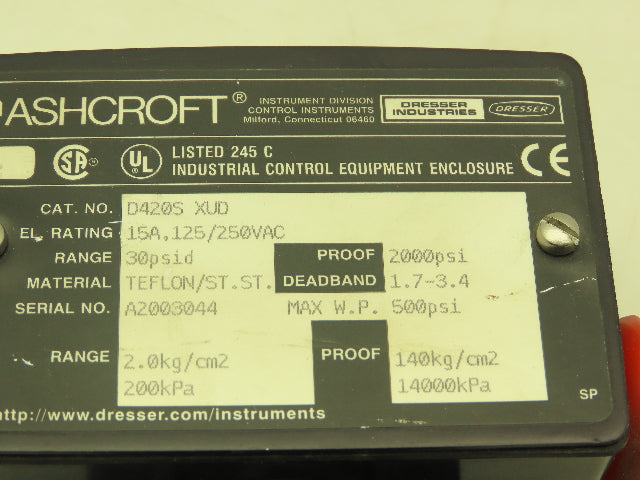 ASHCROFT®
INSTRUMENT DIVISION
CONTROL INSTRUMENTS
Milford, Connecticut 06460
DRESSER INDUSTRIES
DRESSER
SA
UL
LISTED 245 C
INDUSTRIAL CONTROL EQUIPMENT ENCLOSURE CE
CAT. NO. D420S XUD
EL. RATING 15A,125/250VAC
RANGE 30psid PROOF 2000psi
MATERIAL TEFLON/ST.ST. DEADBAND 1.7-3.4
SERIAL NO. A2003044 MAX W.P. 500psi
RANGE 2.0kg/cm2 PROOF 140kg/cm2
200kPa 14000kPa
SP
http://www.dresser.com/instruments